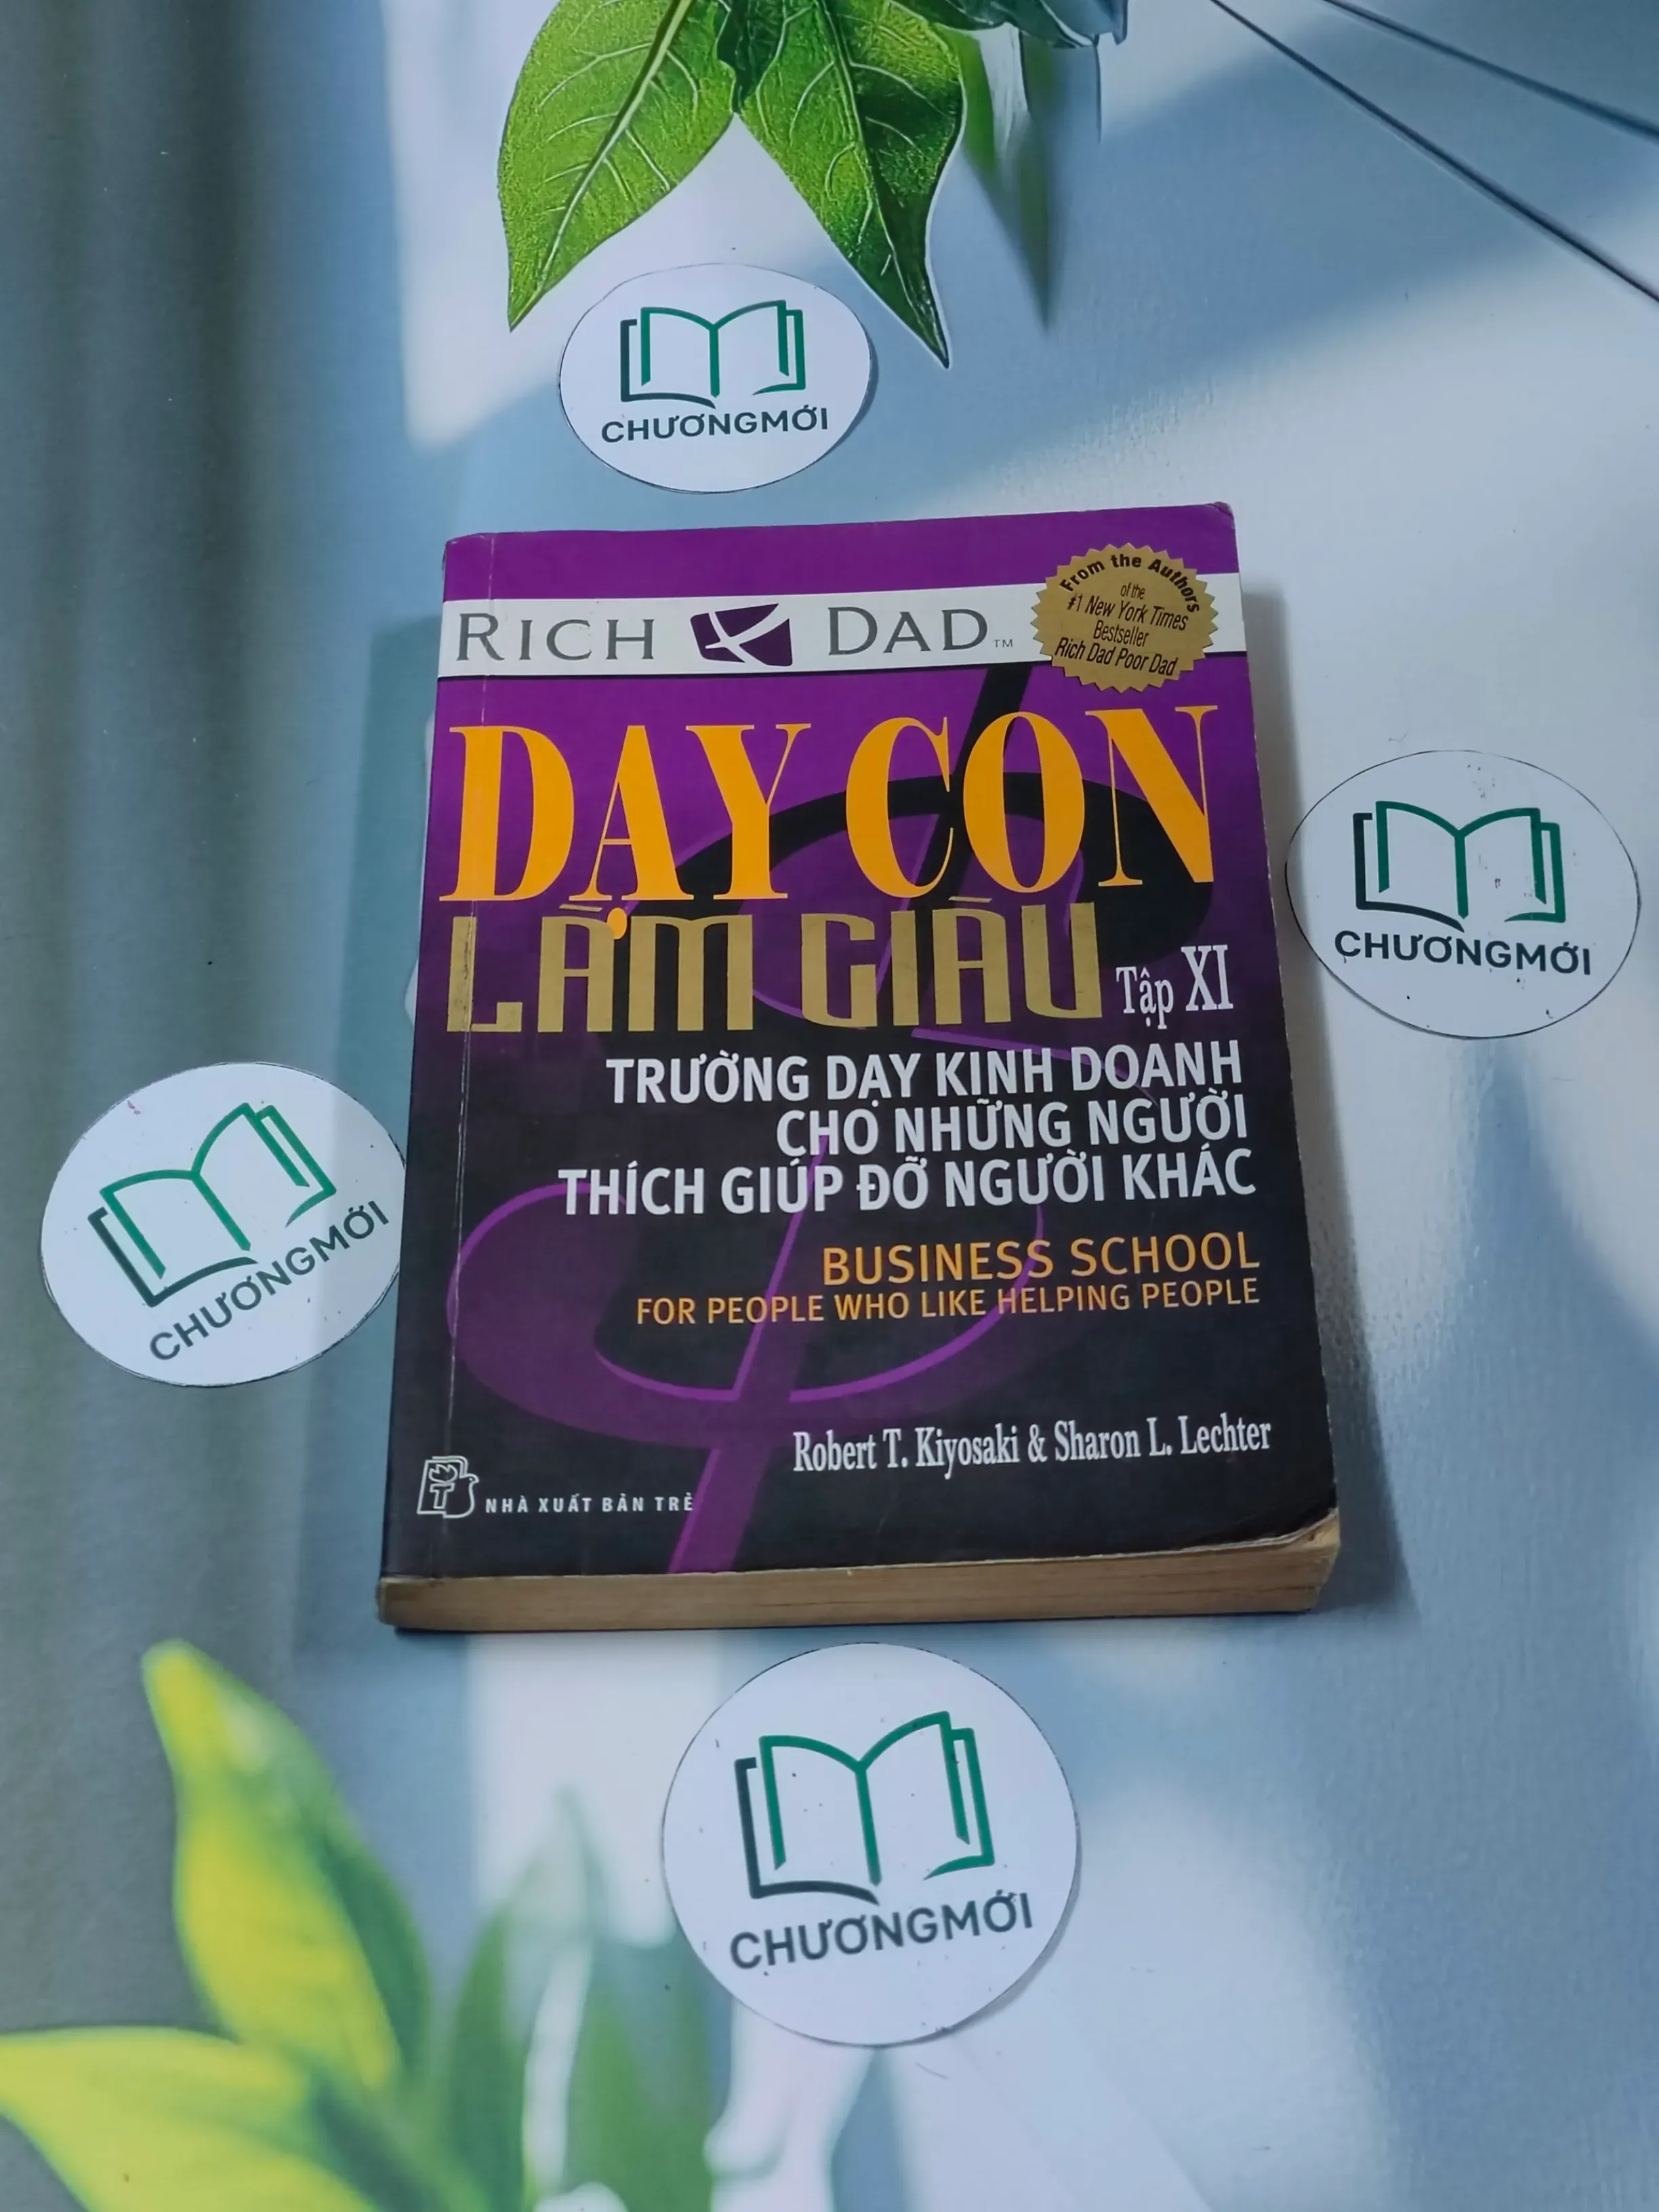 CHƯƠNGMỚI
RICH DAD™
From the Authors
of the
#1 New York Times
Bestseller
Rich Dad Poor Dad
DẠY CON
LÀM GIÀU Tập XI
TRƯỜNG DẠY KINH DOANH
CHO NHỮNG NGƯỜI
THÍCH GIÚP ĐỠ NGƯỜI KHÁC
BUSINESS SCHOOL
FOR PEOPLE WHO LIKE HELPING PEOPLE
Robert T. Kiyosaki & Sharon L. Lechter
NHÀ XUẤT BẢN TRẺ
CHƯƠNGMỚI
CHƯƠNGMỚI
CHƯƠNGMỚI